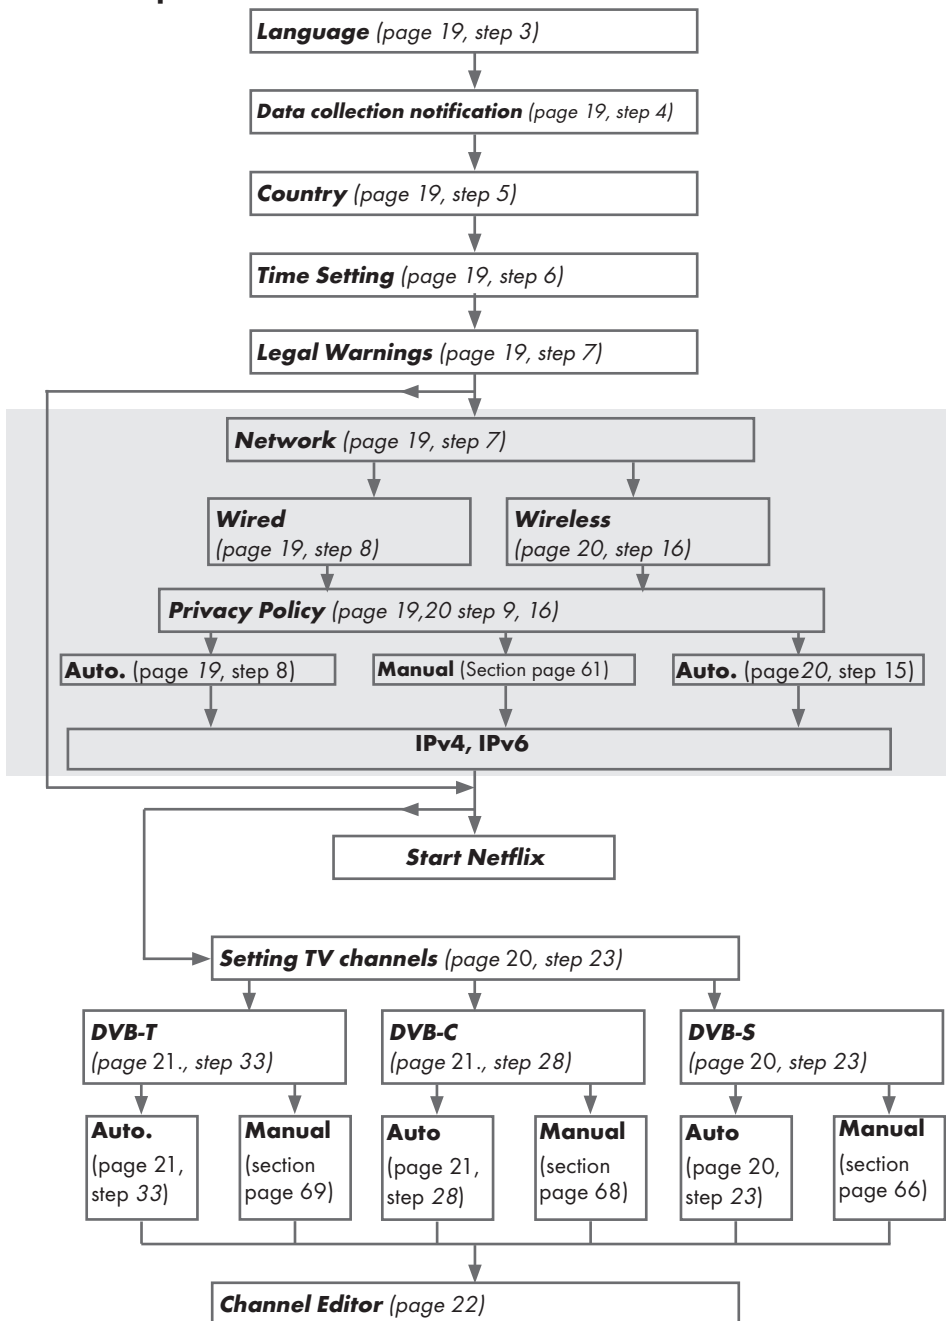 Language (page 19, step 3)
Data collection notification (page 19, step 4)
Country (page 19, step 5)
Time Setting (page 19, step 6)
Legal Warnings (page 19, step 7)
Network (page 19, step 7)
Wired
(page 19, step 8)
Wireless
(page 20, step 16)
Privacy Policy (page 19,20 step 9, 16)
Auto. (page 19, step 8)
Manual (Section page 61)
Auto. (page20, step 15)
IPv4, IPv6
Start Netflix
Setting TV channels (page 20, step 23)
DVB-T
(page 21., step 33)
DVB-C
(page 21., step 28)
DVB-S
(page 20, step 23)
Auto.
(page 21,
step 33)
Manual
(section
page 69)
Auto
(page 21,
step 28)
Manual
(section
page 68)
Auto
(page 20,
step 23)
Manual
(section
page 66)
Channel Editor (page 22)